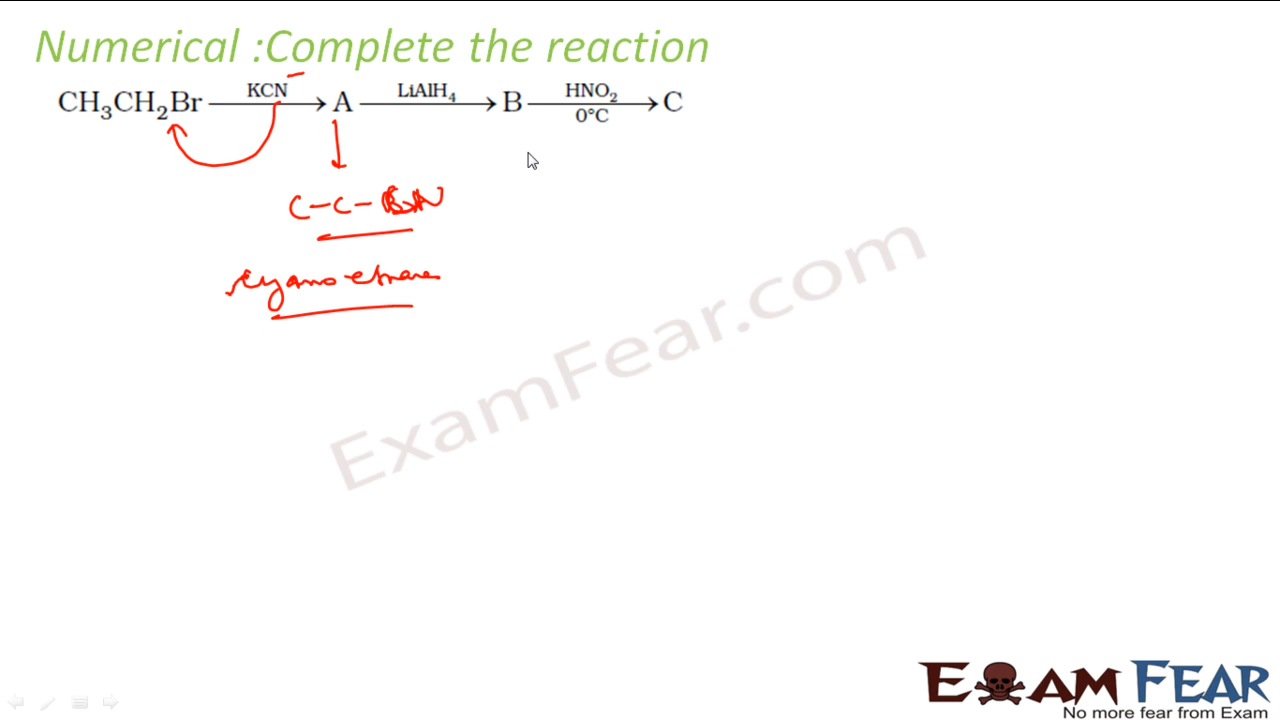 Numerical :Complete the reaction
CH₃CH₂Br —KCN⁻→ A —LiAlH₄→ B —HNO₂ 0°C→ C
C-C-
cyano ethane
ExamFear.com
EXAM FEAR
No more fear from Exam